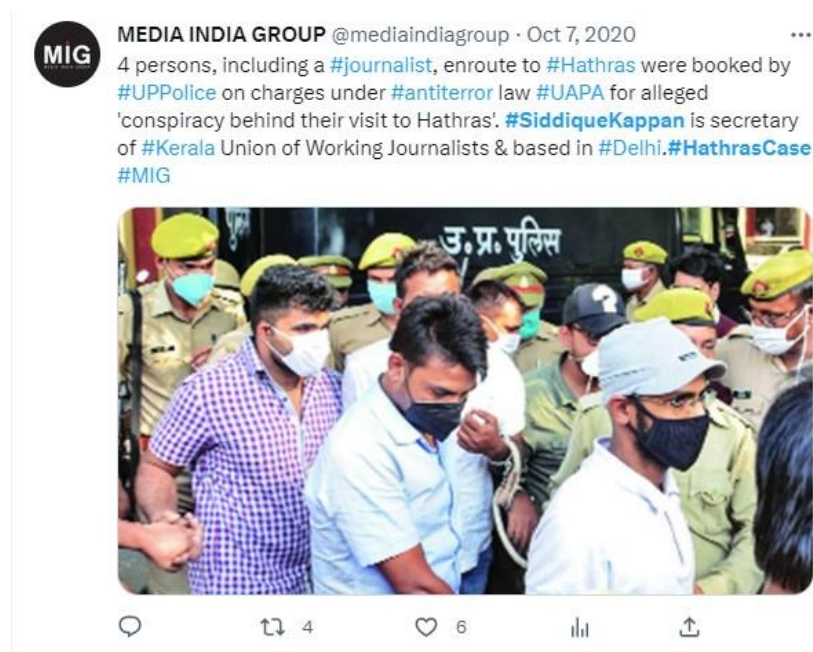 MEDIA INDIA GROUP @mediaindiagroup · Oct 7, 2020
MiG
4 persons, including a #journalist, enroute to #Hathras were booked by
#UPPolice on charges under #antiterror law #UAPA for alleged
'conspiracy behind their visit to Hathras'. #SiddiqueKappan is secretary
of #Kerala Union of Working Journalists & based in #Delhi.#HathrasCase
#MIG
पुलिस
उ.प्र.पुलिस
?
4
6